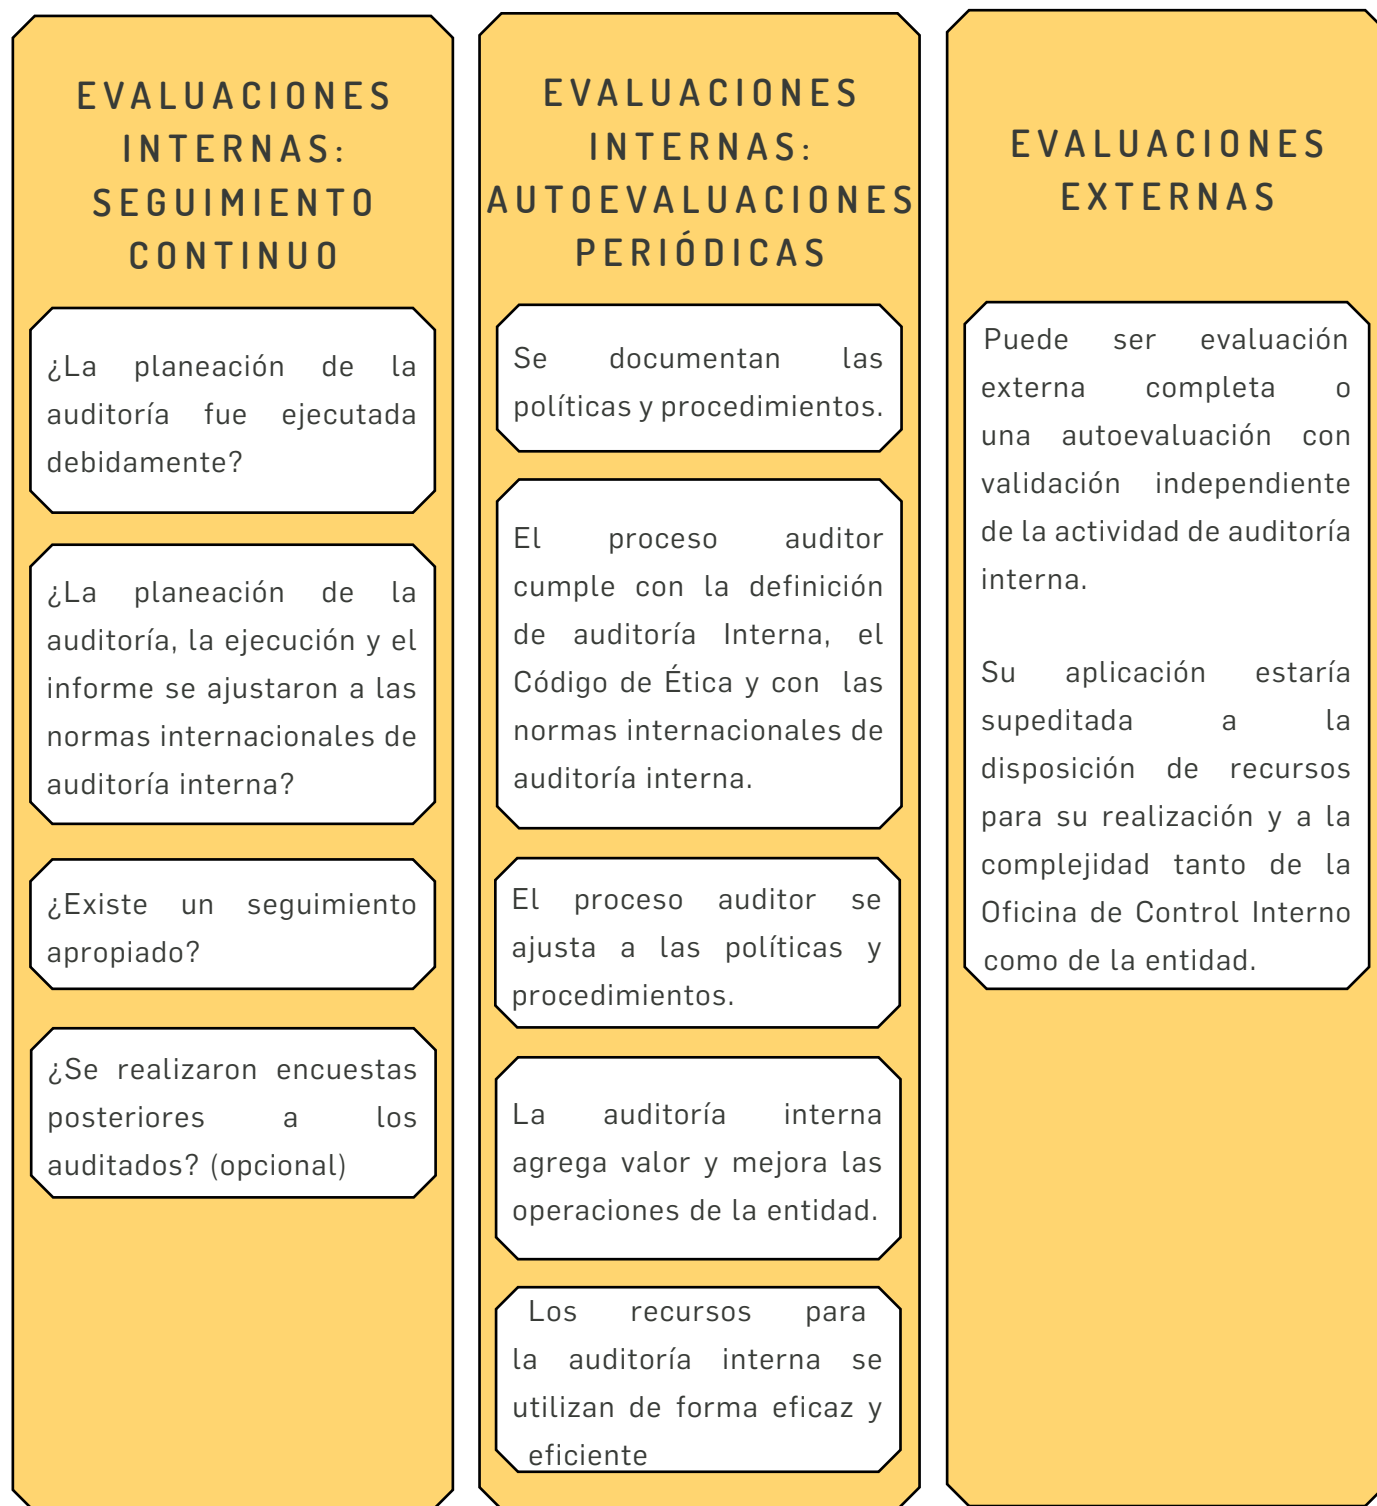 EVALUACIONES
INTERNAS:
SEGUIMIENTO
CONTINUO
¿La planeación de la
auditoría fue ejecutada
debidamente?
¿La planeación de la
auditoría, la ejecución y el
informe se ajustaron a las
normas internacionales de
auditoría interna?
¿Existe un seguimiento
apropiado?
¿Se realizaron encuestas
posteriores a los
auditados? (opcional)
EVALUACIONES
INTERNAS:
AUTOEVALUACIONES
PERIÓDICAS
Se documentan las
políticas y procedimientos.
El proceso auditor
cumple con la definición
de auditoría Interna, el
Código de Ética y con las
normas internacionales de
auditoría interna.
El proceso auditor se
ajusta a las políticas y
procedimientos.
La auditoría interna
agrega valor y mejora las
operaciones de la entidad.
Los recursos para
la auditoría interna se
utilizan de forma eficaz y
eficiente
EVALUACIONES
EXTERNAS
Puede ser evaluación
externa completa o
una autoevaluación con
validación independiente
de la actividad de auditoría
interna.
Su aplicación estaría
supeditada a la
disposición de recursos
para su realización y a la
complejidad tanto de la
Oficina de Control Interno
como de la entidad.